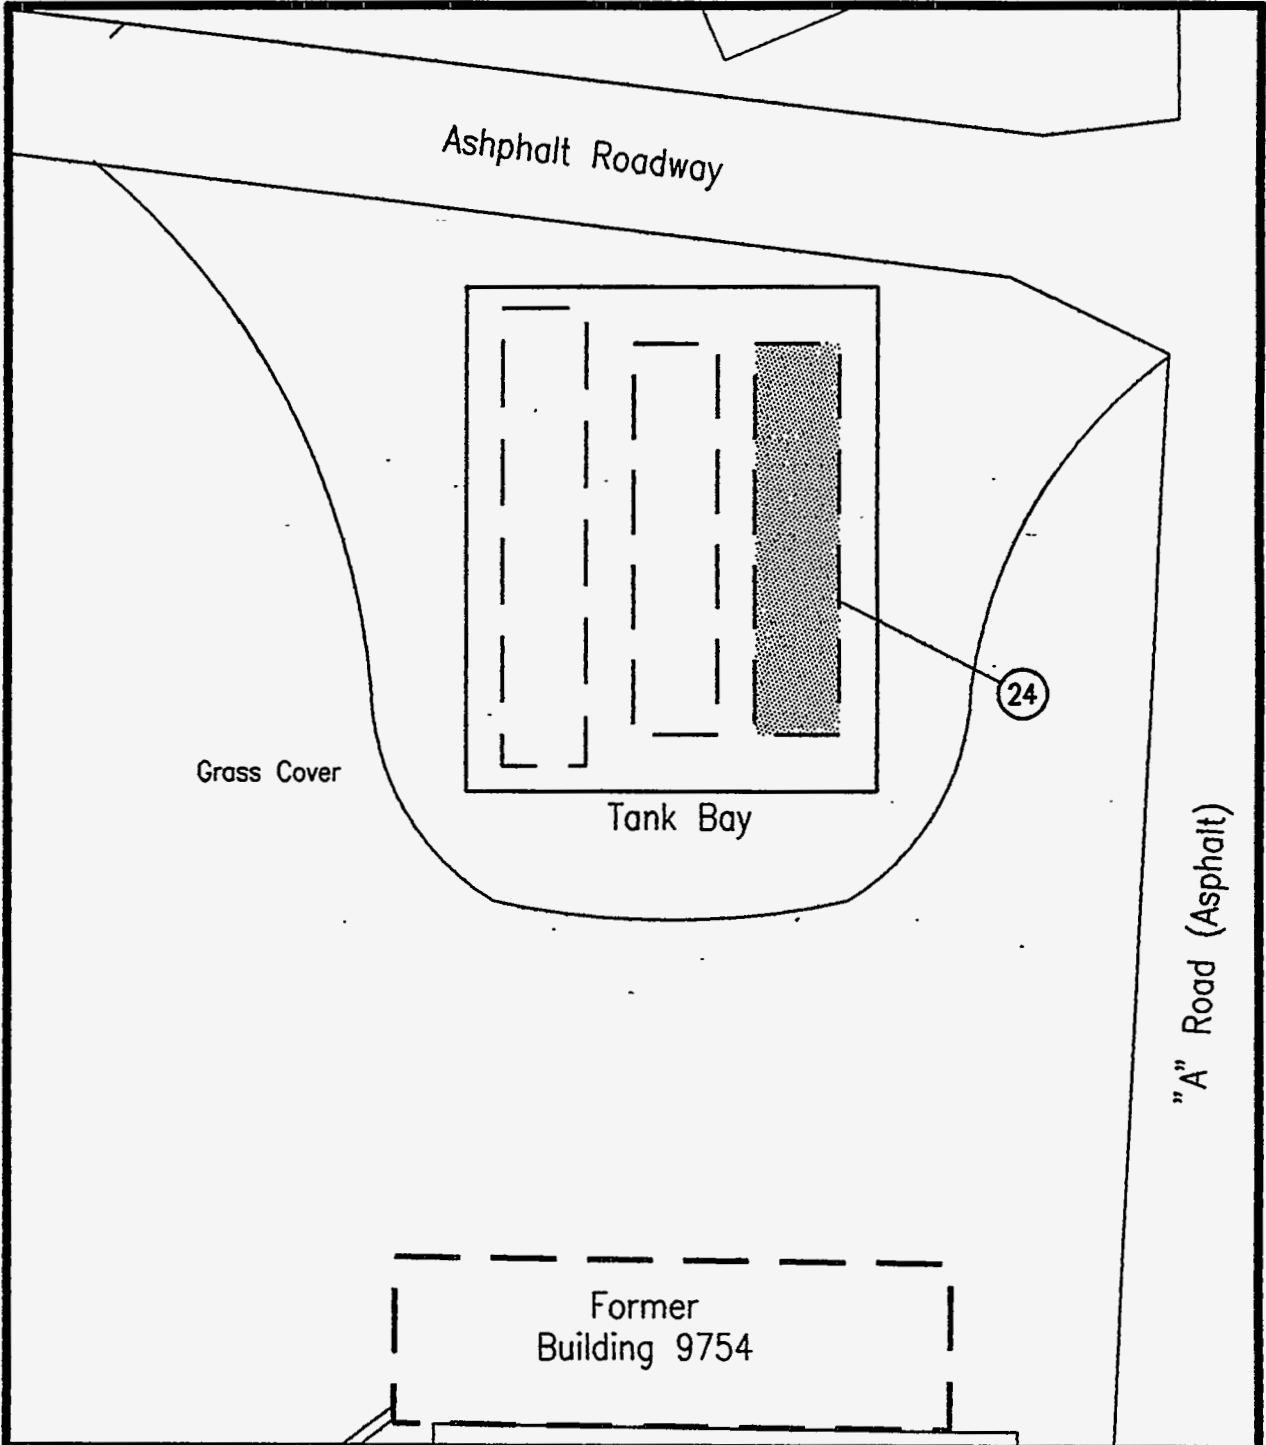 Ashphalt Roadway
24
Grass Cover
Tank Bay
"A" Road (Asphalt)
Former
Building 9754